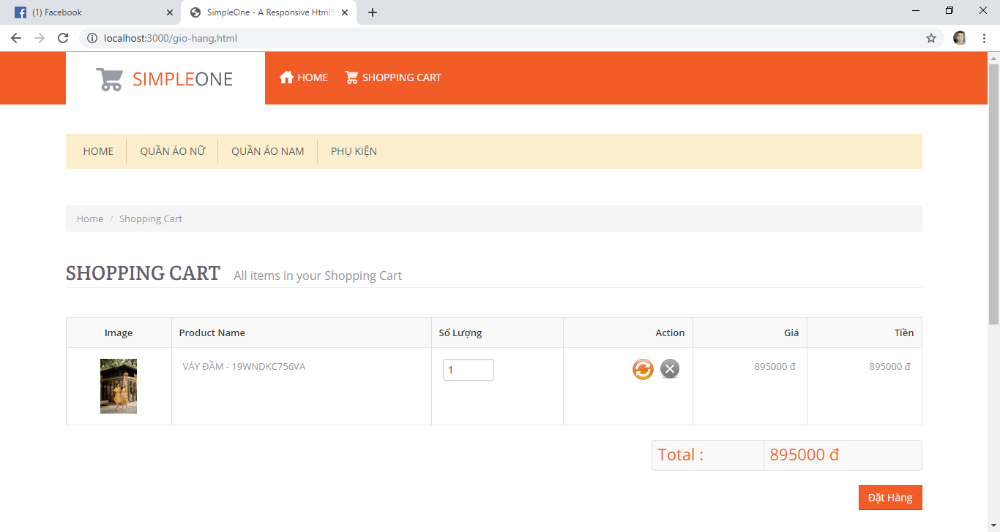 (1) Facebook
SimpleOne - A Responsive Html5
localhost:3000/gio-hang.html
SIMPLEONE
HOME
SHOPPING CART
HOME
QUẦN ÁO NỮ
QUẦN ÁO NAM
PHỤ KIỆN
Home / Shopping Cart
SHOPPING CART All items in your Shopping Cart
Image Product Name Số Lượng Action Giá Tiền
VÁY ĐẦM - 19WNDKC756VA 1 895000 đ 895000 đ
Total : 895000 đ
Đặt Hàng